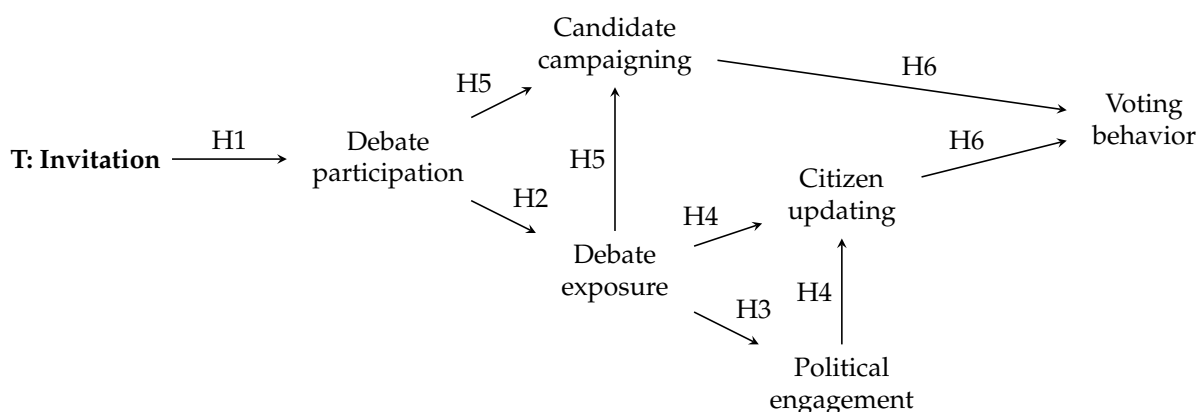 Candidate
campaigning
H6
H5
Voting
behavior
T: Invitation
H1
Debate
participation
H5
H6
Citizen
updating
H2
H4
Debate
exposure
H3
H4
Political
engagement